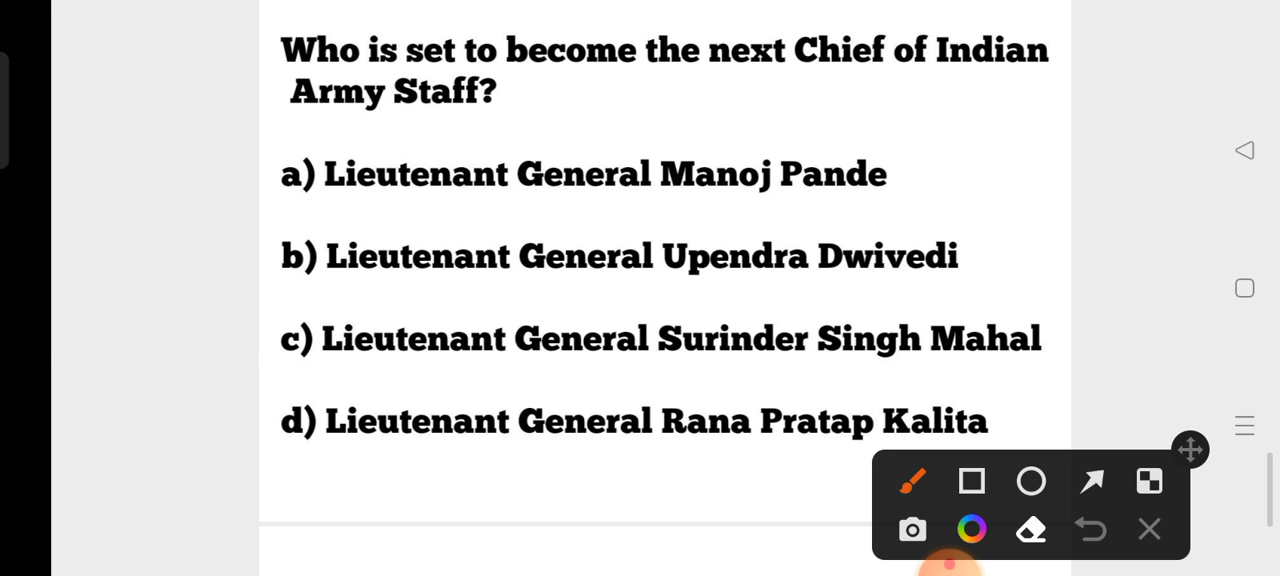 Who is set to become the next Chief of Indian
Army Staff?
a) Lieutenant General Manoj Pande
b) Lieutenant General Upendra Dwivedi
c) Lieutenant General Surinder Singh Mahal
d) Lieutenant General Rana Pratap Kalita